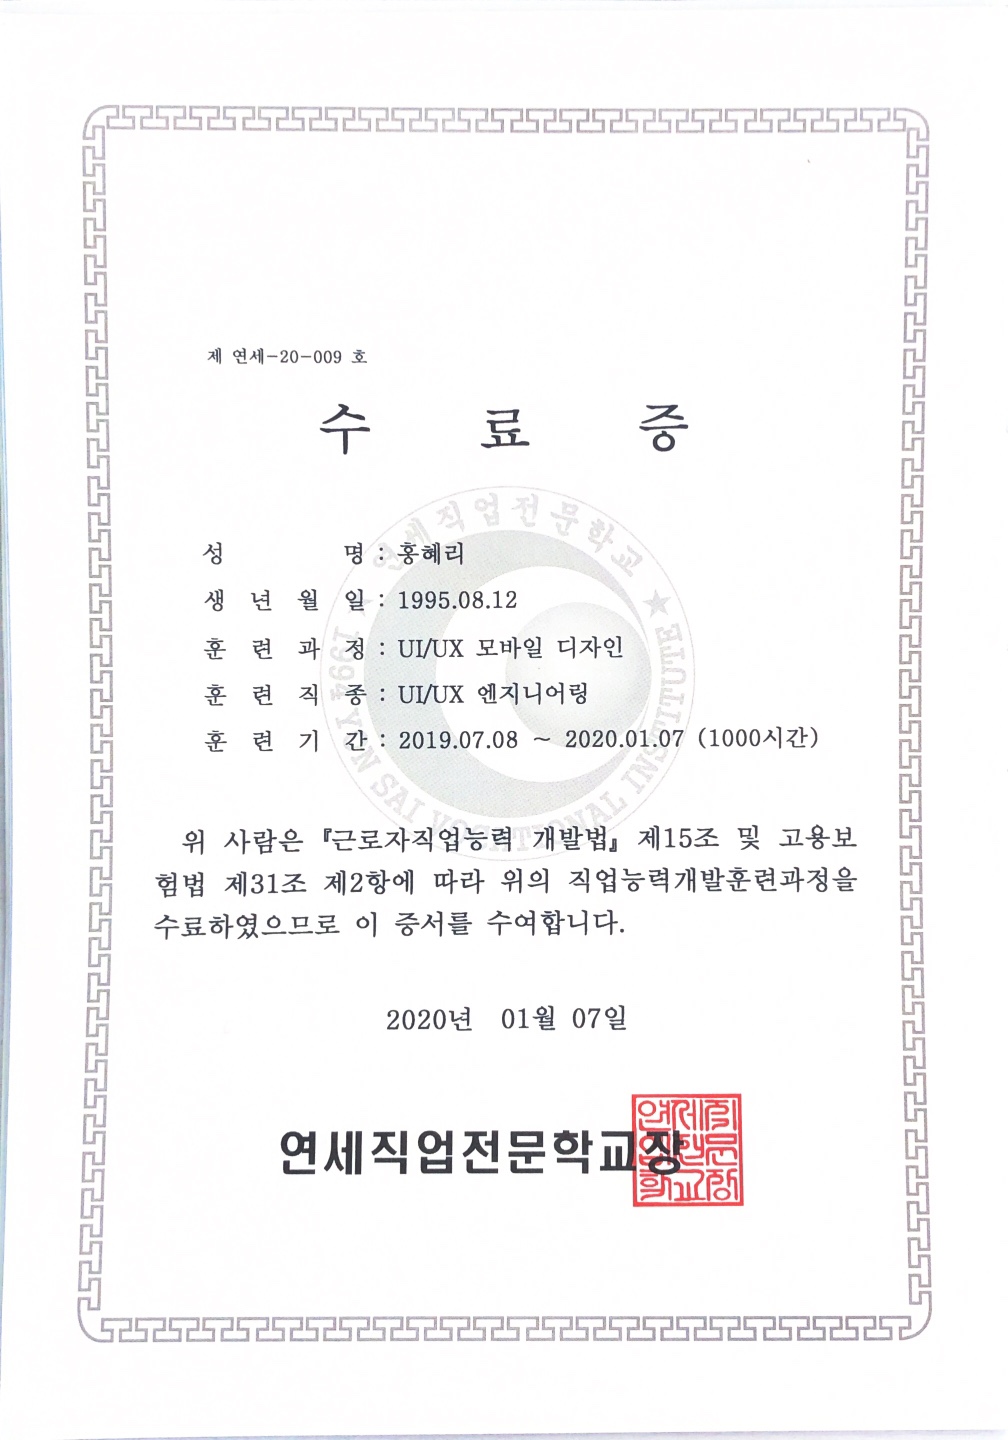 제 연세-20-009 호
수 료 증
연세직업전문학교 ★
1994 YON SAI VOCATIONAL INSTITUTE
성 명 : 홍혜리
생 년 월 일 : 1995.08.12
훈 련 과 정 : UI/UX 모바일 디자인
훈 련 직 종 : UI/UX 엔지니어링
훈 련 기 간 : 2019.07.08 ~ 2020.01.07 (1000시간)
위 사람은 『근로자직업능력 개발법』 제15조 및 고용보
험법 제31조 제2항에 따라 위의 직업능력개발훈련과정을
수료하였으므로 이 증서를 수여합니다.
2020년 01월 07일
연세직업전문학교장
연세직
업전문
학교장